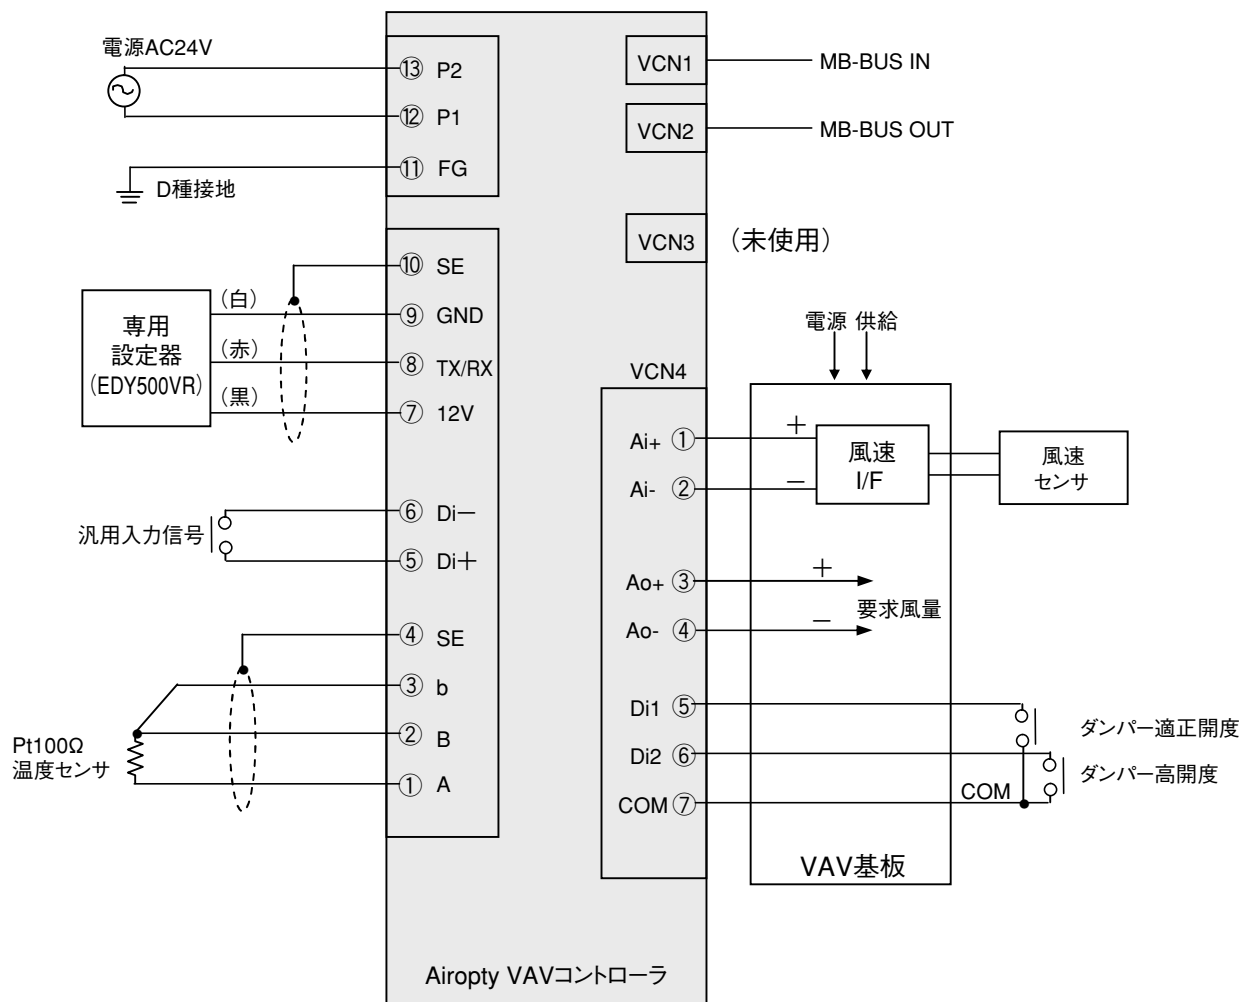 電源AC24V
⑬ P2
⑫ P1
⑪ FG
D種接地
VCN1
MB-BUS IN
VCN2
MB-BUS OUT
VCN3
（未使用）
⑩ SE
（白）
⑨ GND
（赤）
⑧ TX/RX
（黒）
⑦ 12V
専用
設定器
（EDY500VR）
⑥ Di－
⑤ Di＋
汎用入力信号
④ SE
③ b
② B
① A
Pt100Ω
温度センサ
電源 供給
VCN4
Ai+ ①
＋
Ai- ②
－
風速
I/F
風速
センサ
Ao+ ③
＋
Ao- ④
－
要求風量
Di1 ⑤
ダンパー適正開度
Di2 ⑥
ダンパー高開度
COM ⑦
COM
VAV基板
Airopty VAVコントローラ